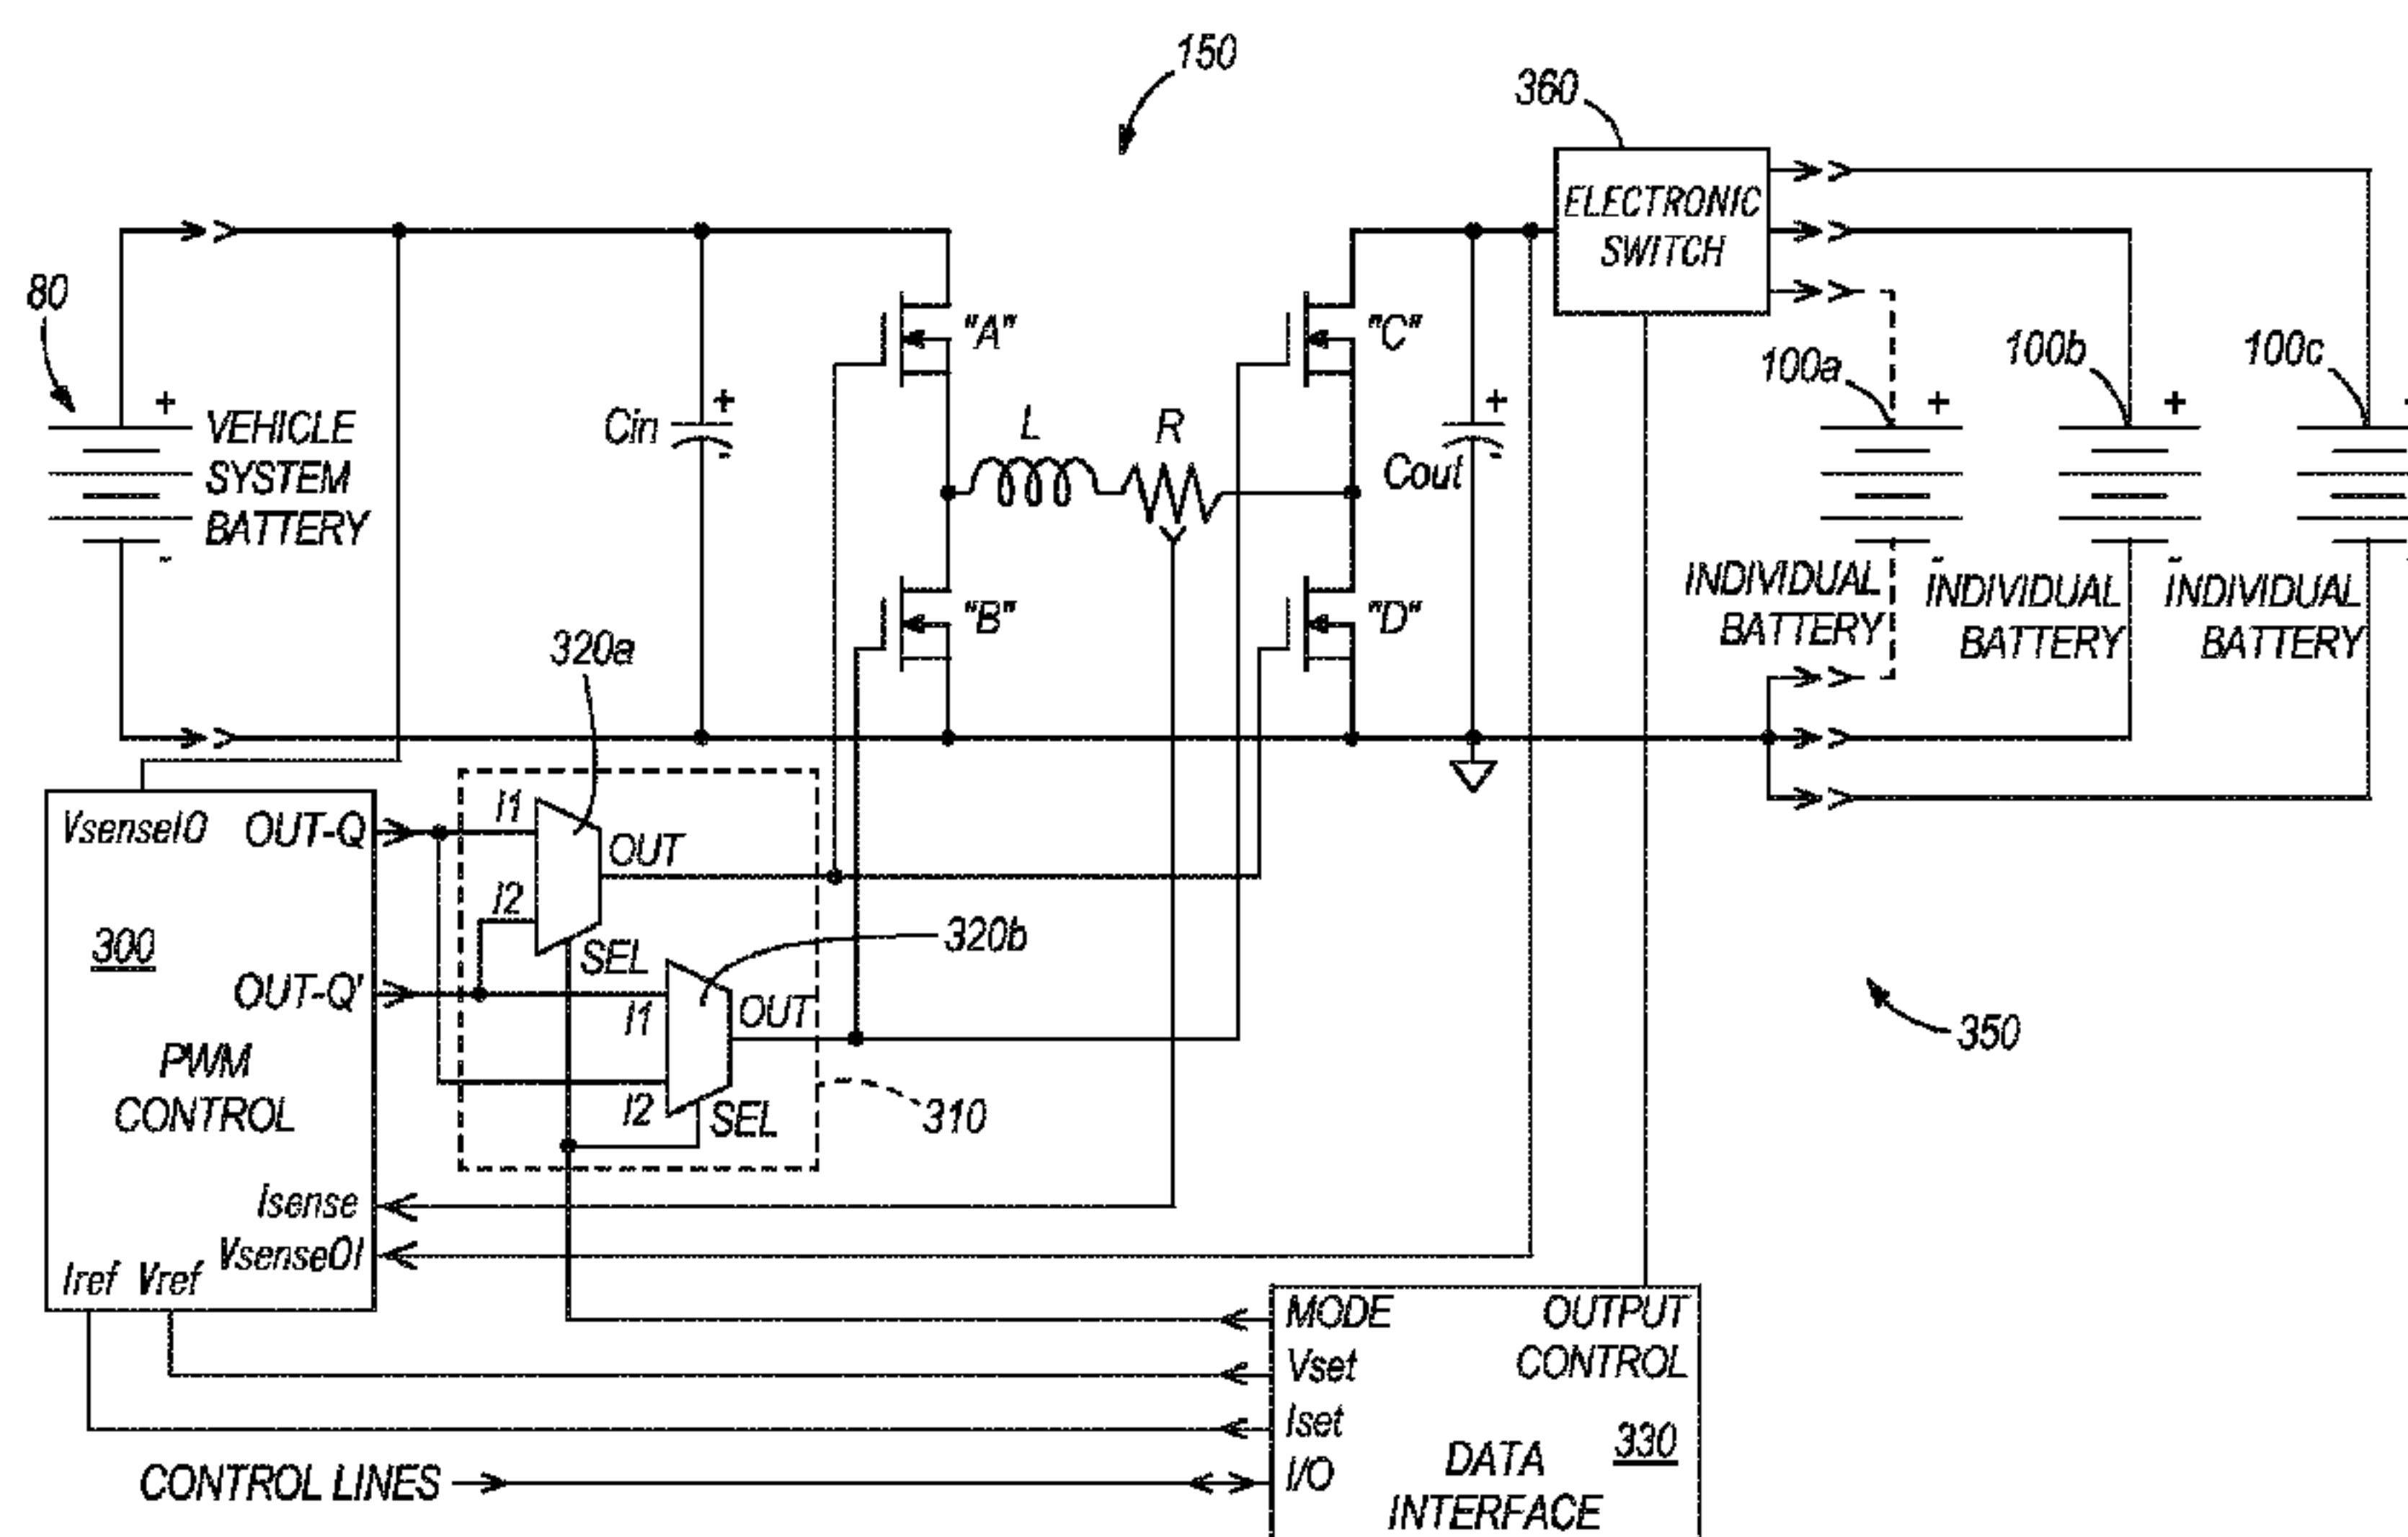 150
360
ELECTRONIC
SWITCH
80
"A"
"C"
100a
100b
100c
+
VEHICLE
SYSTEM
BATTERY
-
Cin
+
-
L
R
+
Cout
-
+
+
INDIVIDUAL
BATTERY
INDIVIDUAL
BATTERY
INDIVIDUAL
BATTERY
"B"
"D"
320a
VsenseIO
OUT-Q
I1
OUT
I2
SEL
320b
300
OUT-Q'
I1
OUT
PWM
CONTROL
I2
SEL
310
350
Isense
VsenseOI
Iref Vref
MODE
OUTPUT
CONTROL
Vset
Iset
330
I/O
DATA
INTERFACE
CONTROL LINES